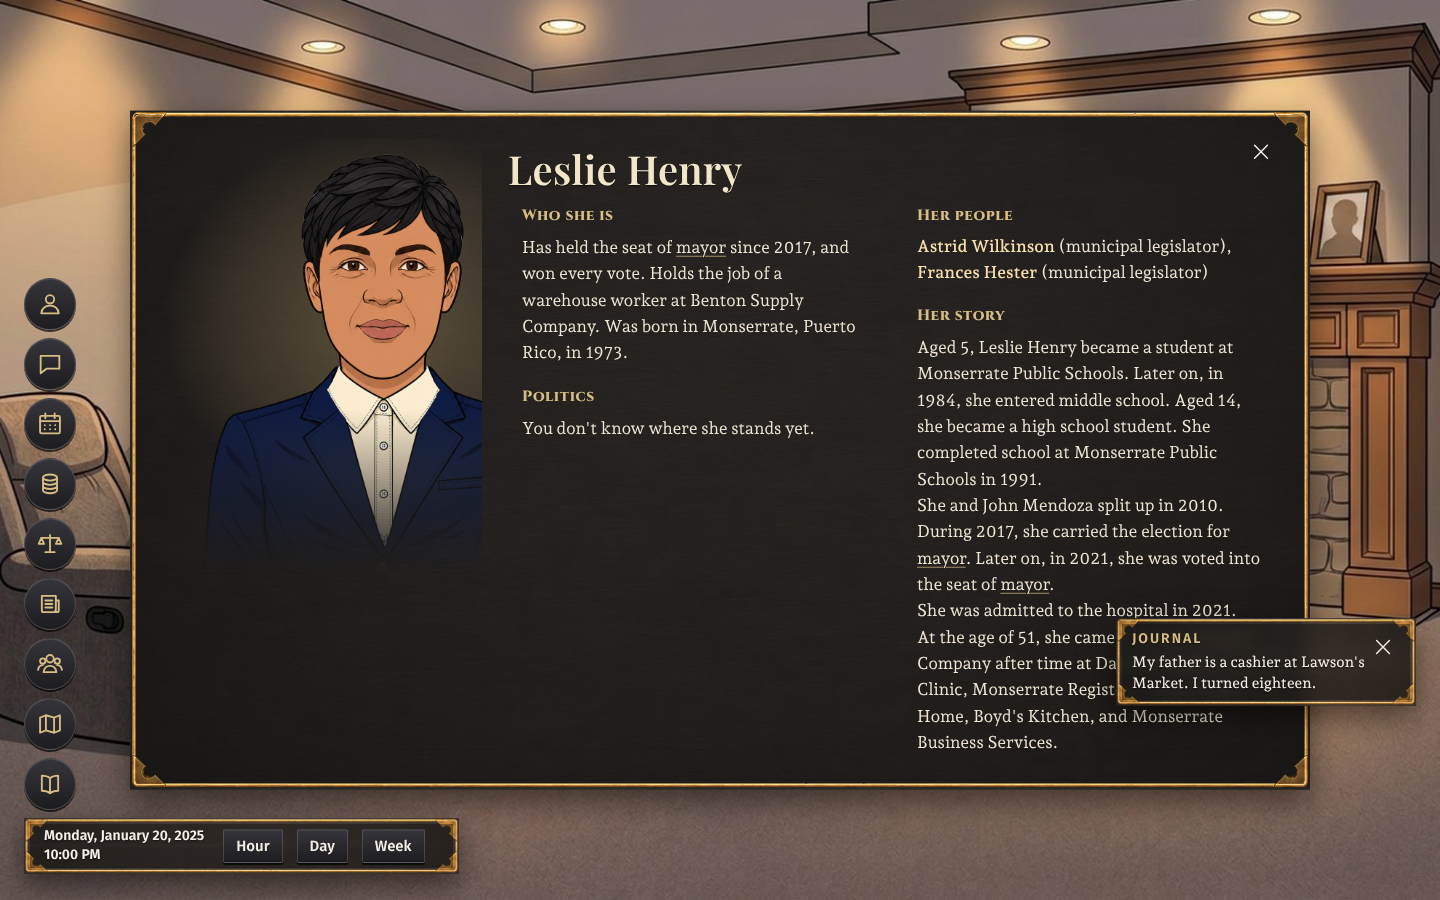 Leslie Henry
Who she is
Has held the seat of mayor since 2017, and
won every vote. Holds the job of a
warehouse worker at Benton Supply
Company. Was born in Monserrate, Puerto
Rico, in 1973.
Politics
You don't know where she stands yet.
Her people
Astrid Wilkinson (municipal legislator),
Frances Hester (municipal legislator)
Her story
Aged 5, Leslie Henry became a student at
Monserrate Public Schools. Later on, in
1984, she entered middle school. Aged 14,
she became a high school student. She
completed school at Monserrate Public
Schools in 1991.
She and John Mendoza split up in 2010.
During 2017, she carried the election for
mayor. Later on, in 2021, she was voted into
the seat of mayor.
She was admitted to the hospital in 2021.
At the age of 51, she came
Company after time at Da
Clinic, Monserrate Regist
Home, Boyd's Kitchen, and Monserrate
Business Services.
JOURNAL
My father is a cashier at Lawson's
Market. I turned eighteen.
Monday, January 20, 2025
10:00 PM
Hour
Day
Week